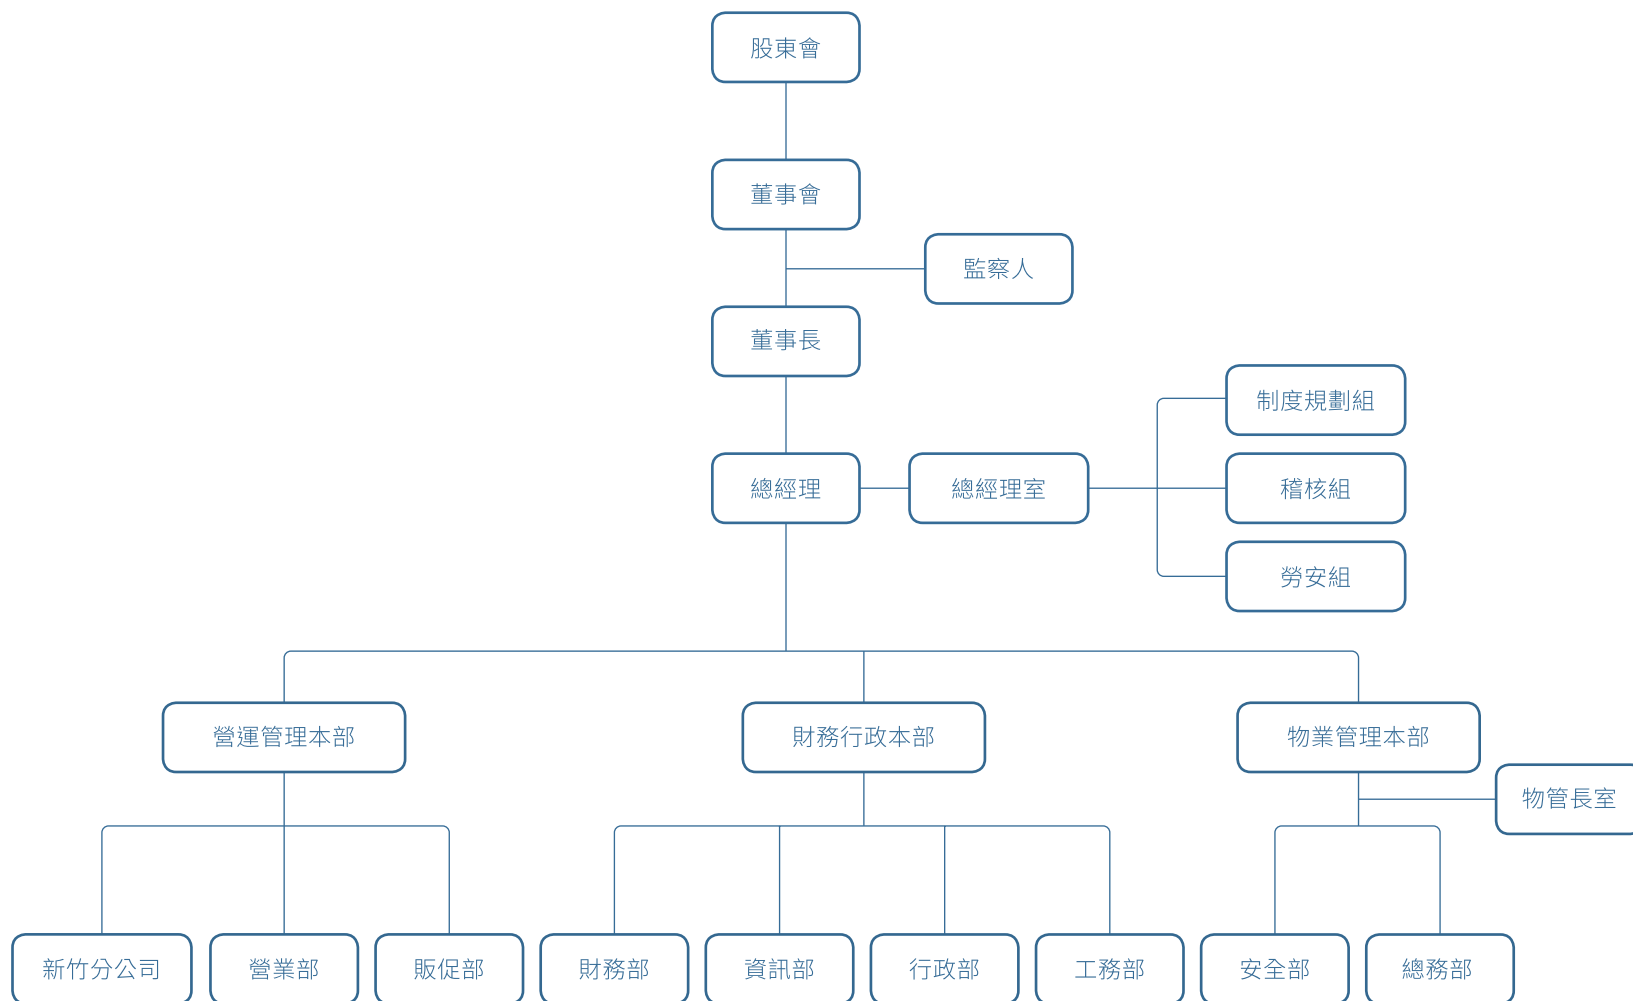 股東會
董事會
監察人
董事長
制度規劃組
總經理
總經理室
稽核組
勞安組
營運管理本部
財務行政本部
物業管理本部
物管長室
新竹分公司
營業部
販促部
財務部
資訊部
行政部
工務部
安全部
總務部